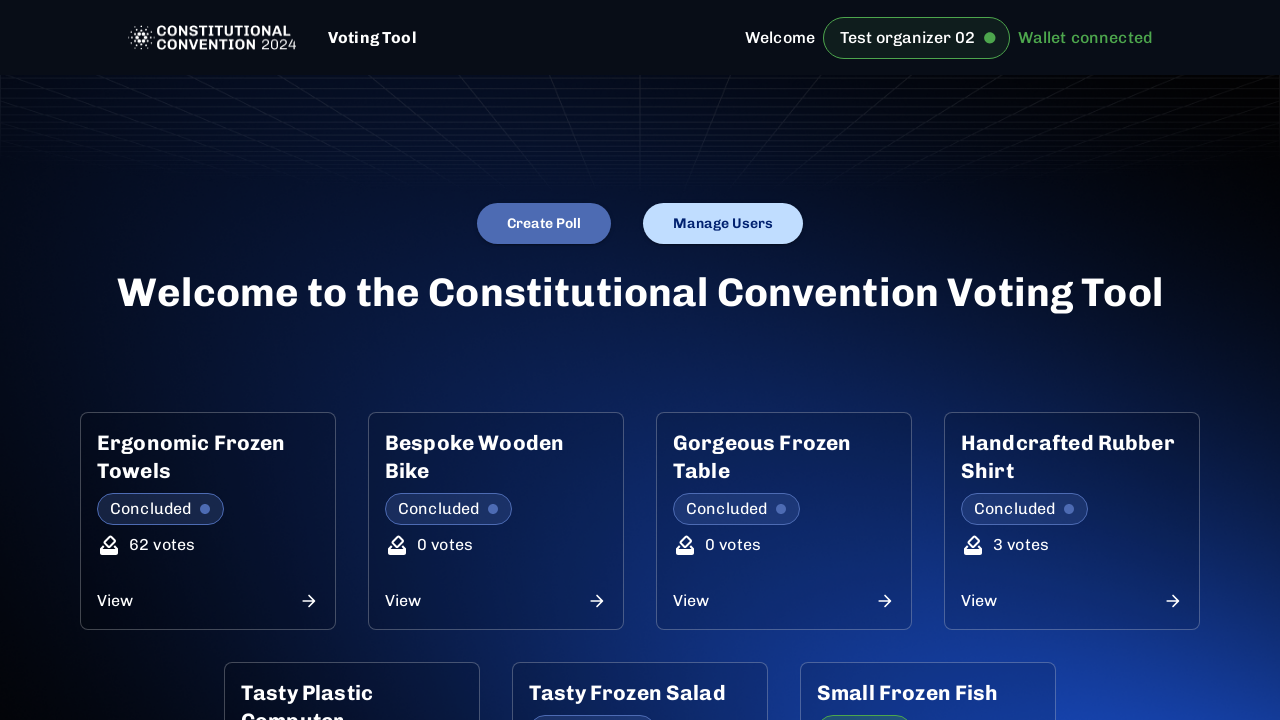 CONSTITUTIONAL
CONVENTION 2024
Voting Tool
Welcome
Test organizer 02
Wallet connected
Create Poll
Manage Users
Welcome to the Constitutional Convention Voting Tool
Ergonomic Frozen
Towels
Concluded
62 votes
View
Bespoke Wooden
Bike
Concluded
0 votes
View
Gorgeous Frozen
Table
Concluded
0 votes
View
Handcrafted Rubber
Shirt
Concluded
3 votes
View
Tasty Plastic
Computer
Tasty Frozen Salad
Small Frozen Fish